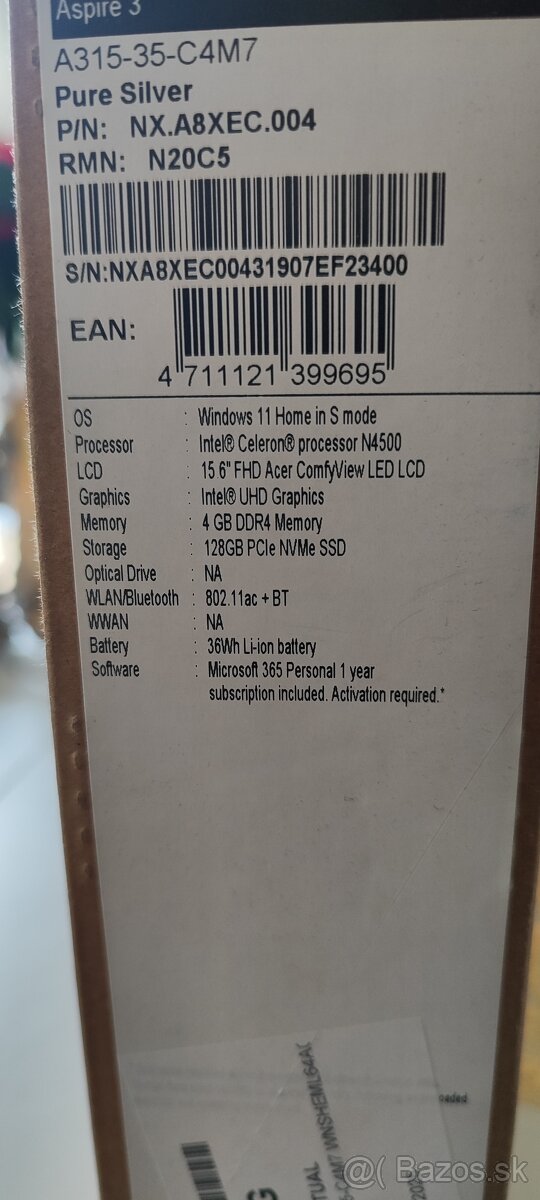 Aspire 3
A315-35-C4M7
Pure Silver
P/N: NX.A8XEC.004
RMN: N20C5
S/N:NXA8XEC00431907EF23400
EAN:
4 711121 399695
OS : Windows 11 Home in S mode
Processor : Intel® Celeron® processor N4500
LCD : 15.6" FHD Acer ComfyView LED LCD
Graphics : Intel® UHD Graphics
Memory : 4 GB DDR4 Memory
Storage : 128GB PCIe NVMe SSD
Optical Drive : NA
WLAN/Bluetooth : 802.11ac + BT
WWAN : NA
Battery : 36Wh Li-ion battery
Software : Microsoft 365 Personal 1 year
subscription included. Activation required.*
oaded
Bazos.sk